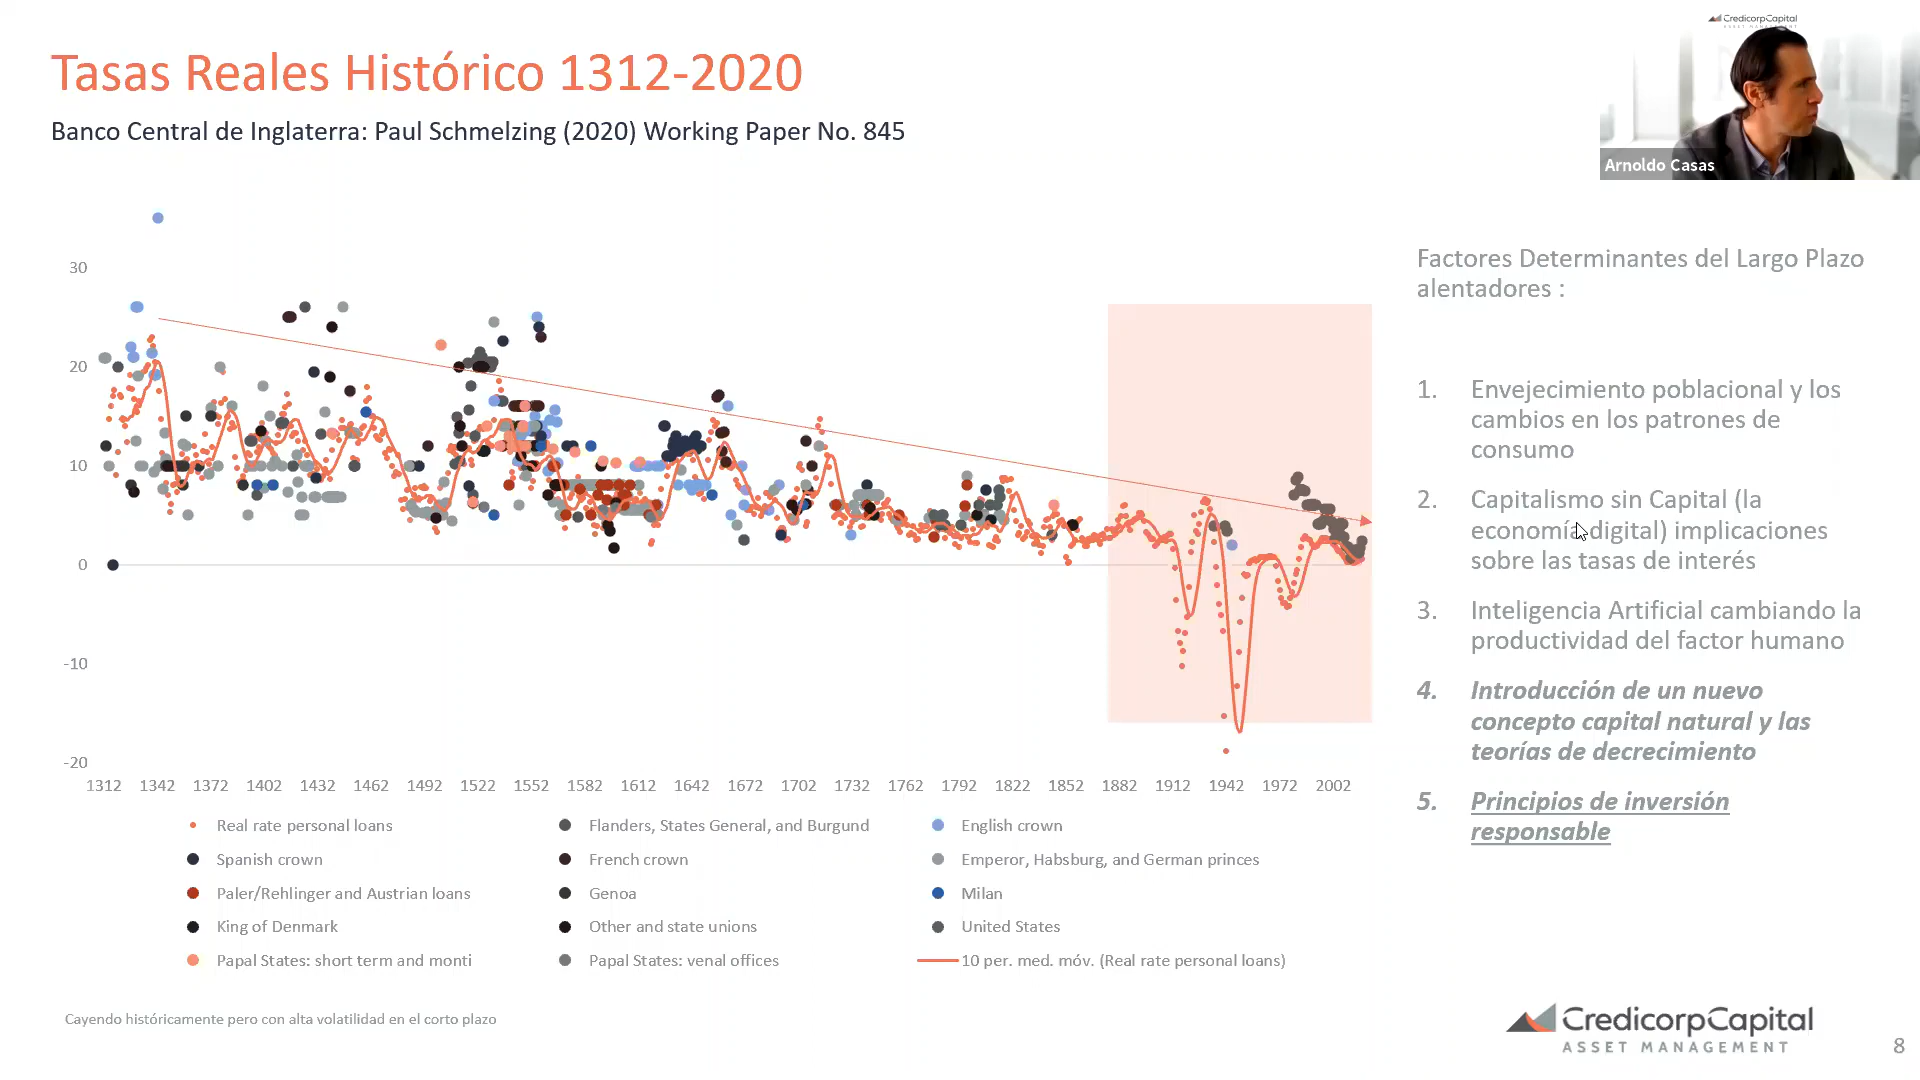 CredicorpCapital
ASSET MANAGEMENT
Tasas Reales Histórico 1312-2020
Banco Central de Inglaterra: Paul Schmelzing (2020) Working Paper No. 845
Arnoldo Casas
30
20
10
0
-10
-20
1312 1342 1372 1402 1432 1462 1492 1522 1552 1582 1612 1642 1672 1702 1732 1762 1792 1822 1852 1882 1912 1942 1972 2002
Real rate personal loans
Flanders, States General, and Burgund
English crown
Spanish crown
French crown
Emperor, Habsburg, and German princes
Paler/Rehlinger and Austrian loans
Genoa
Milan
King of Denmark
Other and state unions
United States
Papal States: short term and monti
Papal States: venal offices
10 per. med. móv. (Real rate personal loans)
Factores Determinantes del Largo Plazo
alentadores :
1. Envejecimiento poblacional y los
cambios en los patrones de
consumo
2. Capitalismo sin Capital (la
economía digital) implicaciones
sobre las tasas de interés
3. Inteligencia Artificial cambiando la
productividad del factor humano
4. Introducción de un nuevo
concepto capital natural y las
teorías de decrecimiento
5. Principios de inversión
responsable
Cayendo históricamente pero con alta volatilidad en el corto plazo
CredicorpCapital
ASSET MANAGEMENT
8